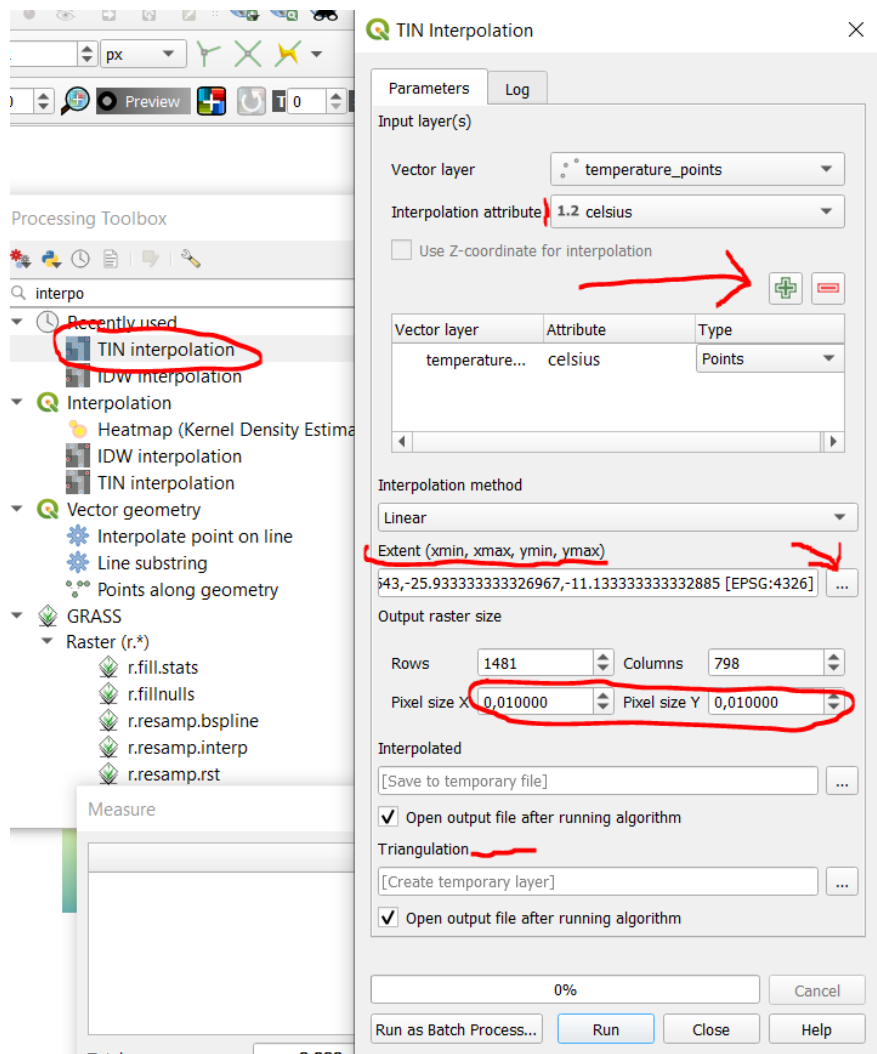 px
Preview
T 0
Processing Toolbox
interpo
Recently used
TIN interpolation
IDW interpolation
Interpolation
Heatmap (Kernel Density Estima
IDW interpolation
TIN interpolation
Vector geometry
Interpolate point on line
Line substring
Points along geometry
GRASS
Raster (r.*)
r.fill.stats
r.fillnulls
r.resamp.bspline
r.resamp.interp
r.resamp.rst
Measure
TIN Interpolation
Parameters Log
Input layer(s)
Vector layer temperature_points
Interpolation attribute 1.2 celsius
Use Z-coordinate for interpolation
Vector layer Attribute Type
temperature... celsius Points
Interpolation method
Linear
Extent (xmin, xmax, ymin, ymax)
543,-25.933333333326967,-11.133333333332885 [EPSG:4326] ...
Output raster size
Rows 1481 Columns 798
Pixel size X 0,010000 Pixel size Y 0,010000
Interpolated
[Save to temporary file] ...
Open output file after running algorithm
Triangulation
[Create temporary layer] ...
Open output file after running algorithm
0% Cancel
Run as Batch Process... Run Close Help